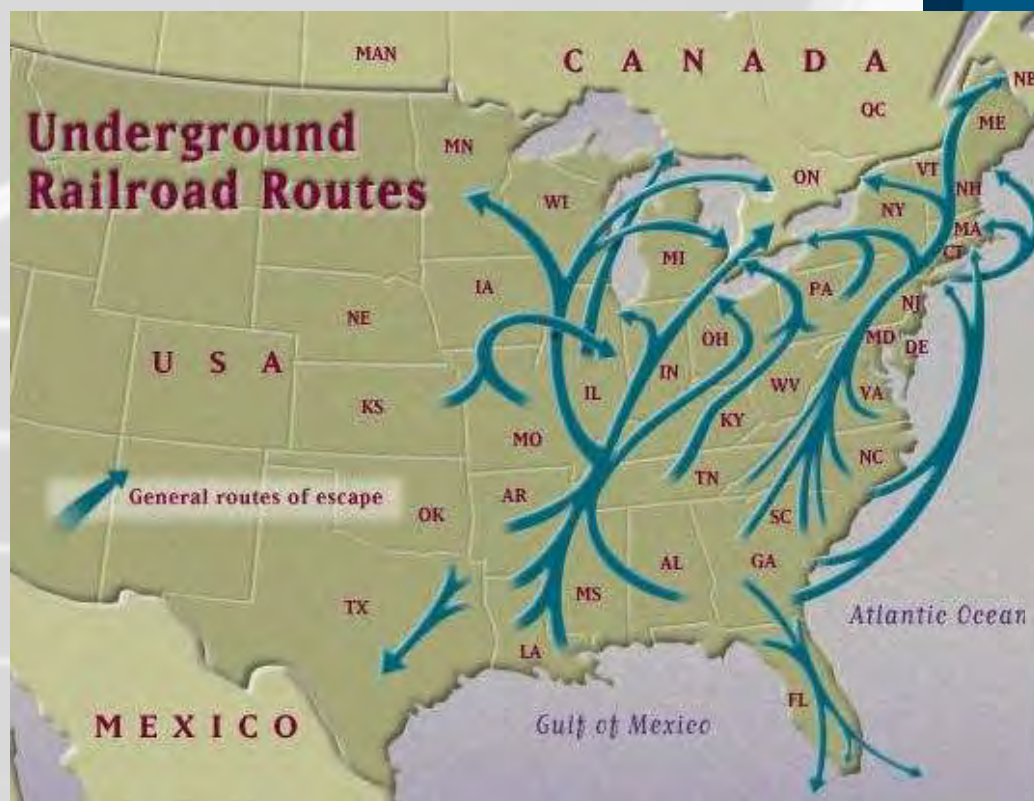 MAN
C A N A D A
NB
QC
ME
Underground
Railroad Routes
MN
VT
ON
NH
WI
NY
MA
CT
MI
IA
PA
NJ
NE
OH
MD
DE
U S A
IN
WV
IL
VA
KS
KY
MO
NC
TN
General routes of escape
AR
OK
SC
AL
GA
MS
TX
Atlantic Ocean
LA
FL
MEXICO
Gulf of Mexico